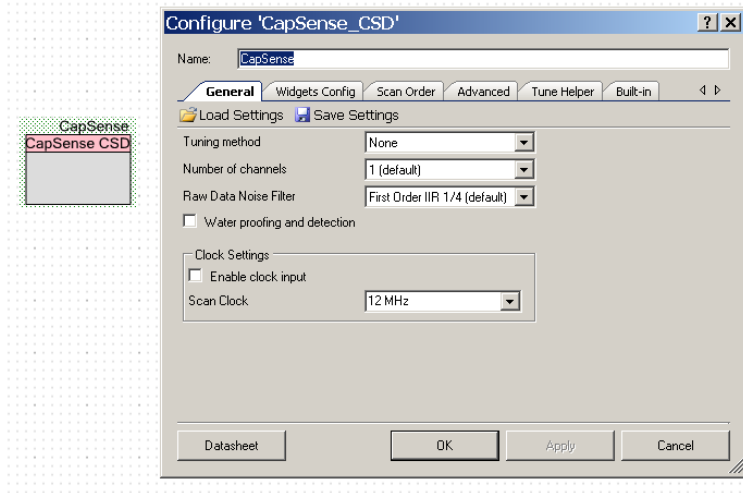 Configure 'CapSense_CSD'
Name: CapSense
General Widgets Config Scan Order Advanced Tune Helper Built-in
Load Settings Save Settings
CapSense
CapSense CSD
Tuning method None
Number of channels 1 (default)
Raw Data Noise Filter First Order IIR 1/4 (default)
Water proofing and detection
Clock Settings
Enable clock input
Scan Clock 12 MHz
Datasheet OK Apply Cancel